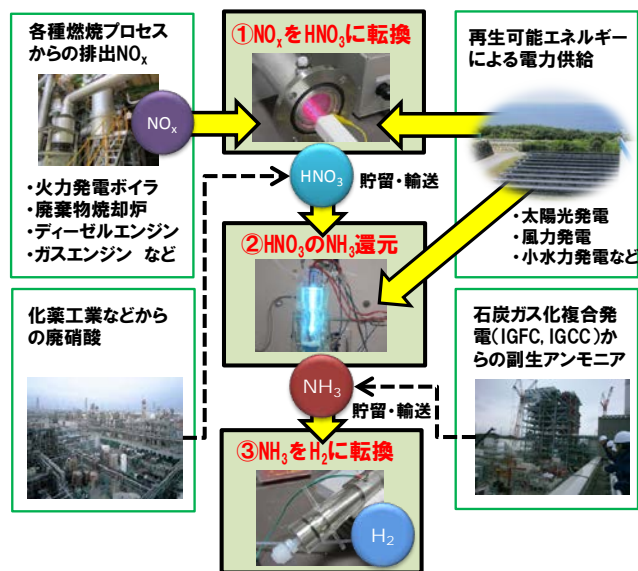 各種燃焼プロセス
からの排出NOₓ
NOₓ
・火力発電ボイラ
・廃棄物焼却炉
・ディーゼルエンジン
・ガスエンジン など
①NOₓをHNO₃に転換
再生可能エネルギー
による電力供給
・太陽光発電
・風力発電
・小水力発電など
HNO₃
貯留・輸送
②HNO₃のNH₃還元
化薬工業などから
の廃硝酸
石炭ガス化複合発
電(IGFC, IGCC)か
らの副生アンモニア
NH₃
貯留・輸送
③NH₃をH₂に転換
H₂